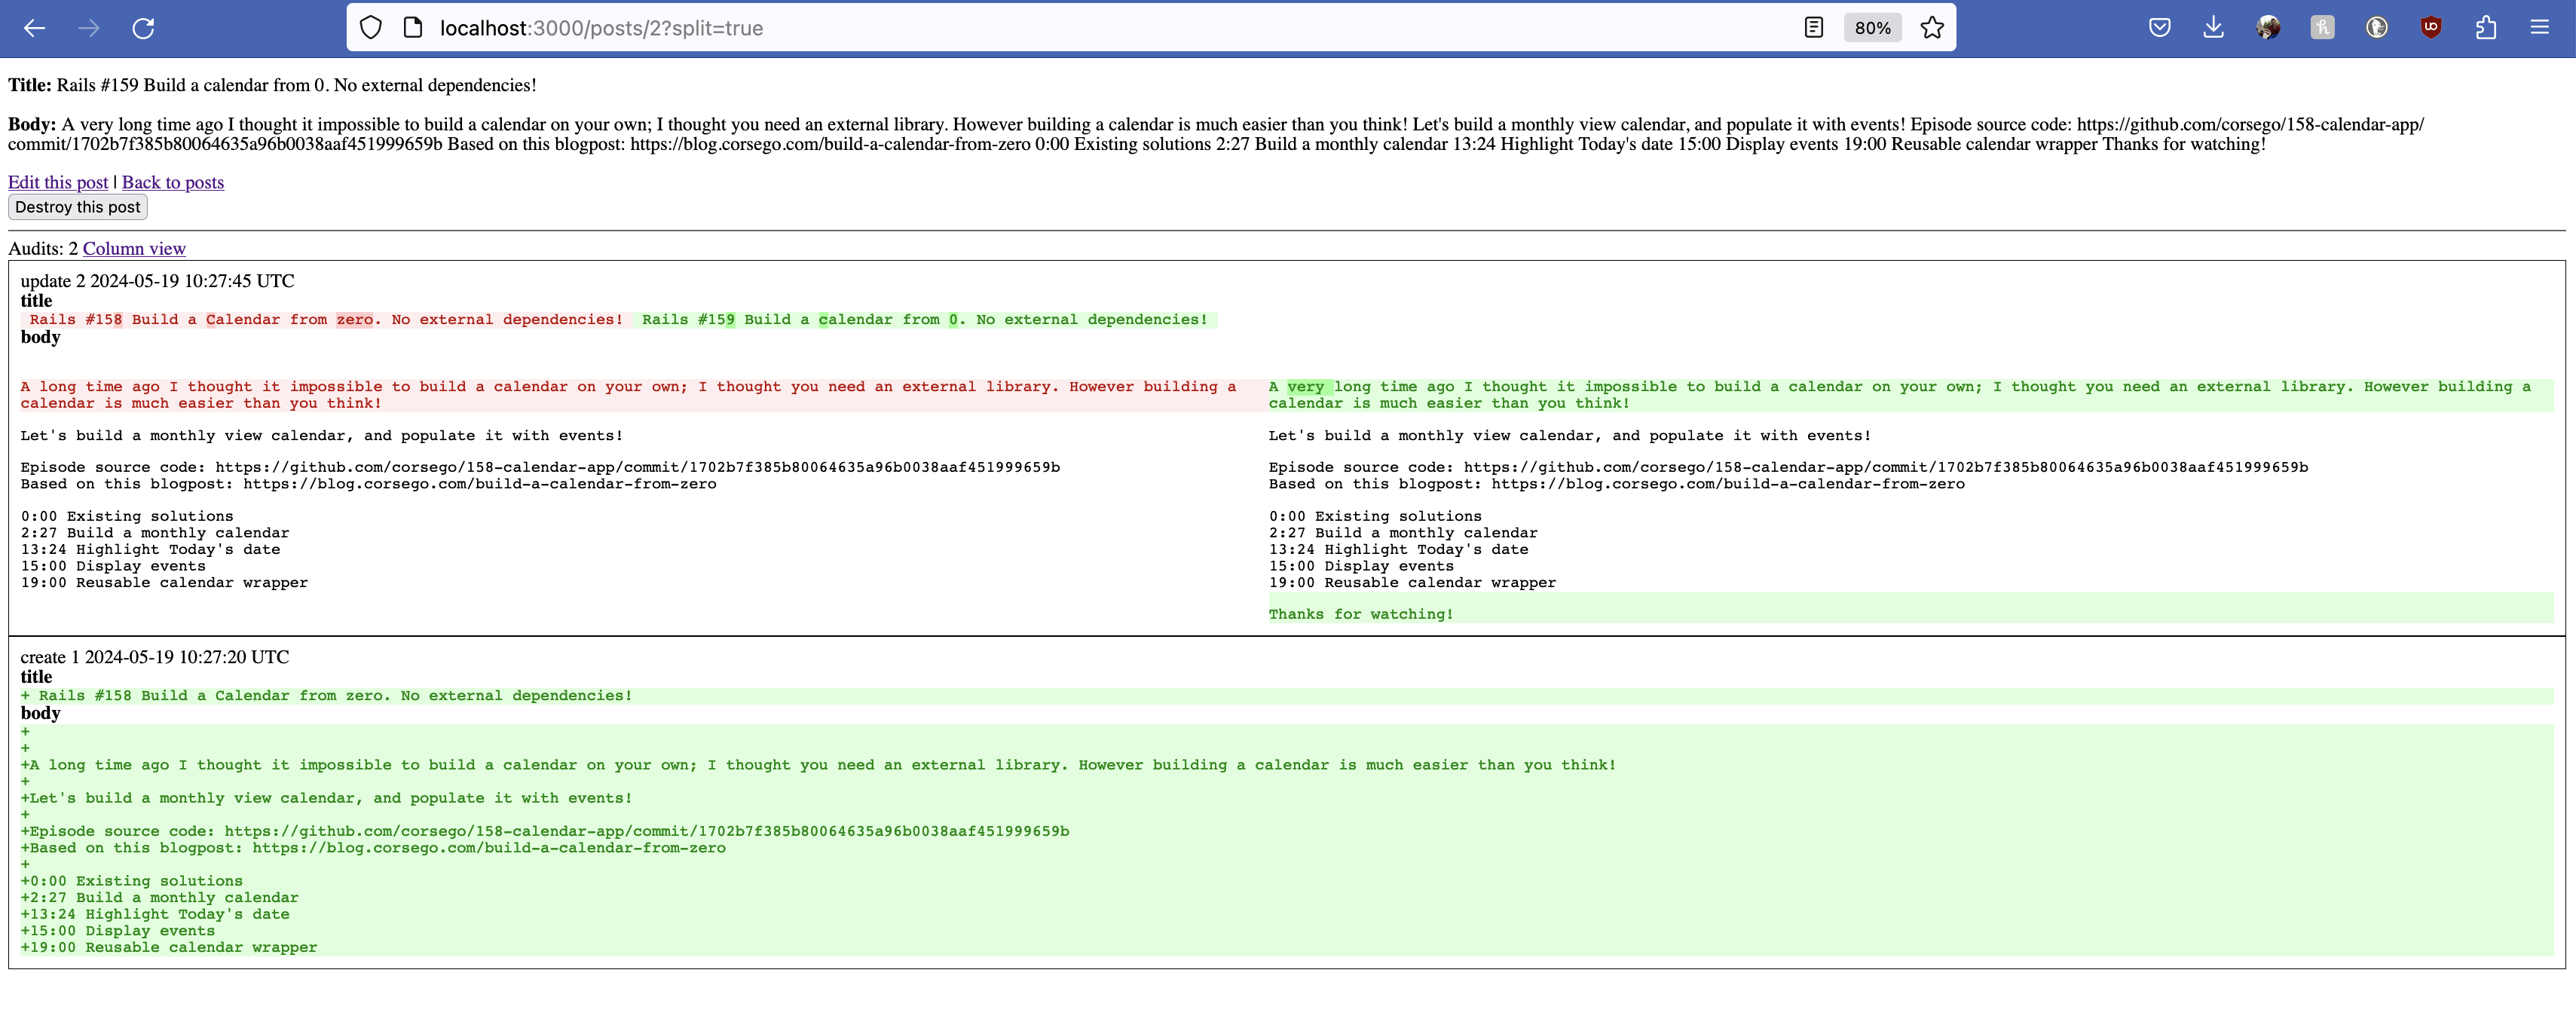 localhost:3000/posts/2?split=true
80%
Title: Rails #159 Build a calendar from 0. No external dependencies!
Body: A very long time ago I thought it impossible to build a calendar on your own; I thought you need an external library. However building a calendar is much easier than you think! Let's build a monthly view calendar, and populate it with events! Episode source code: https://github.com/corsego/158-calendar-app/
commit/1702b7f385b80064635a96b0038aaf451999659b Based on this blogpost: https://blog.corsego.com/build-a-calendar-from-zero 0:00 Existing solutions 2:27 Build a monthly calendar 13:24 Highlight Today's date 15:00 Display events 19:00 Reusable calendar wrapper Thanks for watching!
Edit this post | Back to posts
Destroy this post
Audits: 2 Column view
update 2 2024-05-19 10:27:45 UTC
title
Rails #158 Build a Calendar from zero. No external dependencies! Rails #159 Build a calendar from 0. No external dependencies!
body
A long time ago I thought it impossible to build a calendar on your own; I thought you need an external library. However building a
calendar is much easier than you think!
Let's build a monthly view calendar, and populate it with events!
Episode source code: https://github.com/corsego/158-calendar-app/commit/1702b7f385b80064635a96b0038aaf451999659b
Based on this blogpost: https://blog.corsego.com/build-a-calendar-from-zero
0:00 Existing solutions
2:27 Build a monthly calendar
13:24 Highlight Today's date
15:00 Display events
19:00 Reusable calendar wrapper
A very long time ago I thought it impossible to build a calendar on your own; I thought you need an external library. However building a
calendar is much easier than you think!
Let's build a monthly view calendar, and populate it with events!
Episode source code: https://github.com/corsego/158-calendar-app/commit/1702b7f385b80064635a96b0038aaf451999659b
Based on this blogpost: https://blog.corsego.com/build-a-calendar-from-zero
0:00 Existing solutions
2:27 Build a monthly calendar
13:24 Highlight Today's date
15:00 Display events
19:00 Reusable calendar wrapper
Thanks for watching!
create 1 2024-05-19 10:27:20 UTC
title
+ Rails #158 Build a Calendar from zero. No external dependencies!
body
+
+
+A long time ago I thought it impossible to build a calendar on your own; I thought you need an external library. However building a calendar is much easier than you think!
+
+Let's build a monthly view calendar, and populate it with events!
+
+Episode source code: https://github.com/corsego/158-calendar-app/commit/1702b7f385b80064635a96b0038aaf451999659b
+Based on this blogpost: https://blog.corsego.com/build-a-calendar-from-zero
+
+0:00 Existing solutions
+2:27 Build a monthly calendar
+13:24 Highlight Today's date
+15:00 Display events
+19:00 Reusable calendar wrapper